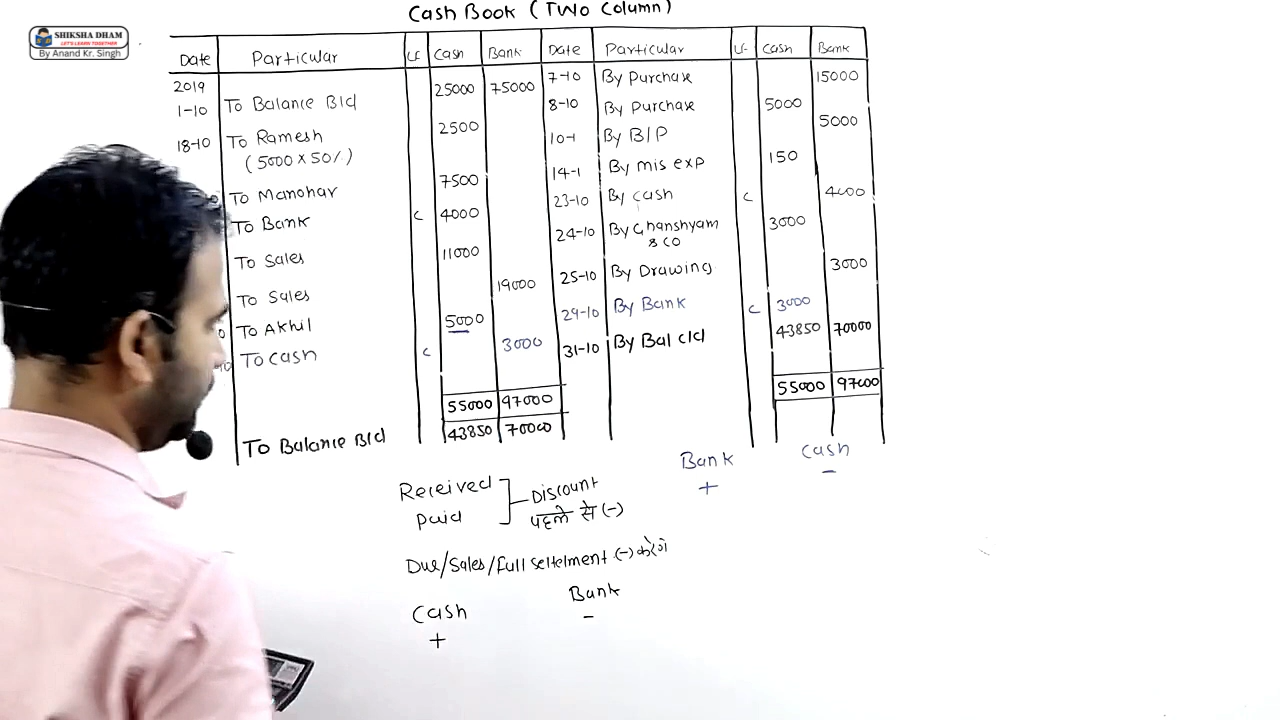 Cash Book (Two Column)
SHIKSHA DHAM
LET'S LEARN TOGETHER
By Anand Kr. Singh
Date Particular LF Cash Bank Date Particular LF Cash Bank
2019
1-10 To Balance B/d 25000 75000 7-10 By Purchase 15000
8-10 By Purchase 5000
18-10 To Ramesh 2500 10-1 By B/P 5000
(5000 x 50%)
14-1 By mis exp 150
To Manohar 7500
23-10 By Cash C 4000
To Bank C 4000
24-10 By Ghanshyam 3000
& CO
To Sales 11000
25-10 By Drawing 3000
To Sales 19000
29-10 By Bank C 3000
To Akhil 5000
31-10 By Bal c/d 43850 70000
To Cash C 3000
55000 97000 55000 97000
To Balance B/d 43850 70000
Bank Cash
+ -
Received
Paid
Discount
पहले से (-)
Due/Sales/Full Seltelment (-) करेंगे
Cash Bank
+ -